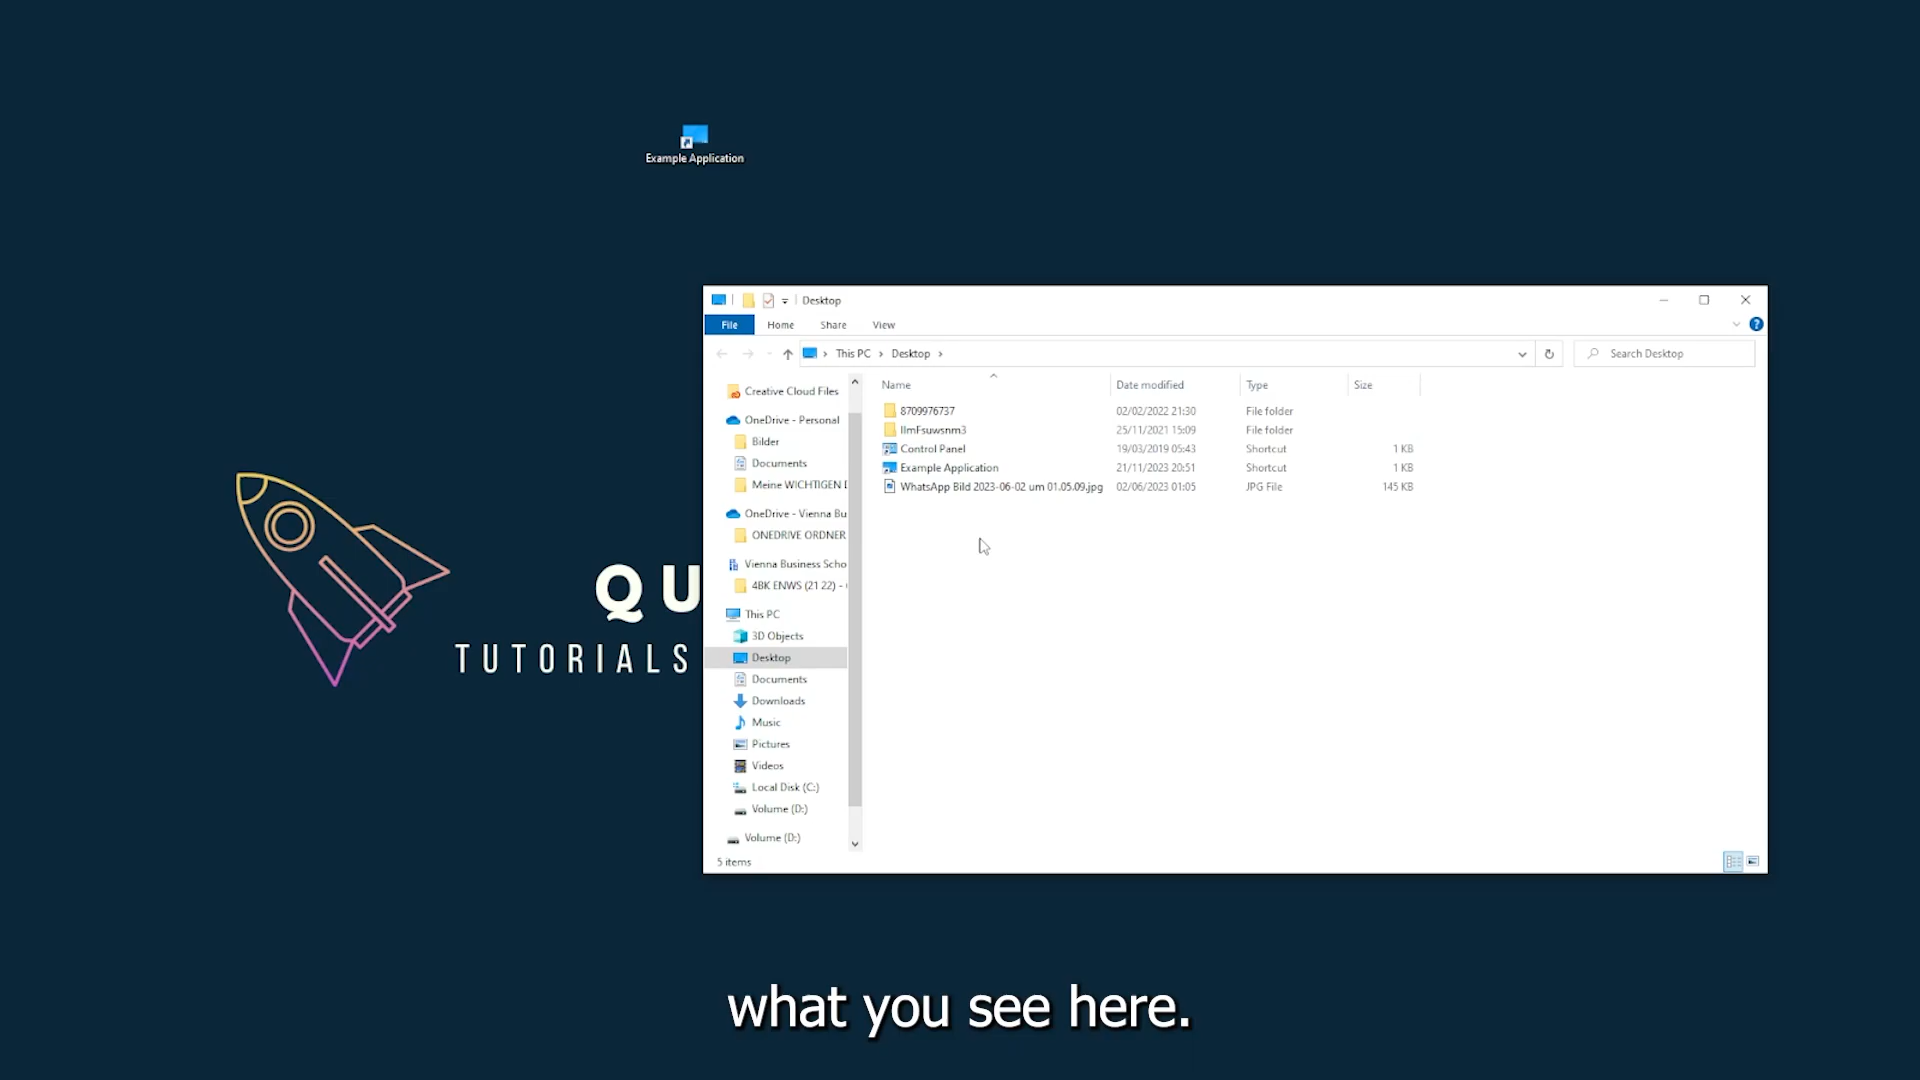 Example Application
QU
TUTORIALS
Desktop
File Home Share View
This PC Desktop
Search Desktop
Name Date modified Type Size
8709976737 02/02/2022 21:30 File folder
IImFsuwsnm3 25/11/2021 15:09 File folder
Control Panel 19/03/2019 05:43 Shortcut 1 KB
Example Application 21/11/2023 20:51 Shortcut 1 KB
WhatsApp Bild 2023-06-02 um 01.05.09.jpg 02/06/2023 01:05 JPG File 145 KB
Creative Cloud Files
OneDrive - Personal
Bilder
Documents
Meine WICHTIGEN
OneDrive - Vienna Bu
ONEDRIVE ORDNER
Vienna Business Scho
4BK ENWS (21 22) -
This PC
3D Objects
Desktop
Documents
Downloads
Music
Pictures
Videos
Local Disk (C:)
Volume (D:)
Volume (D:)
5 items
what you see here.